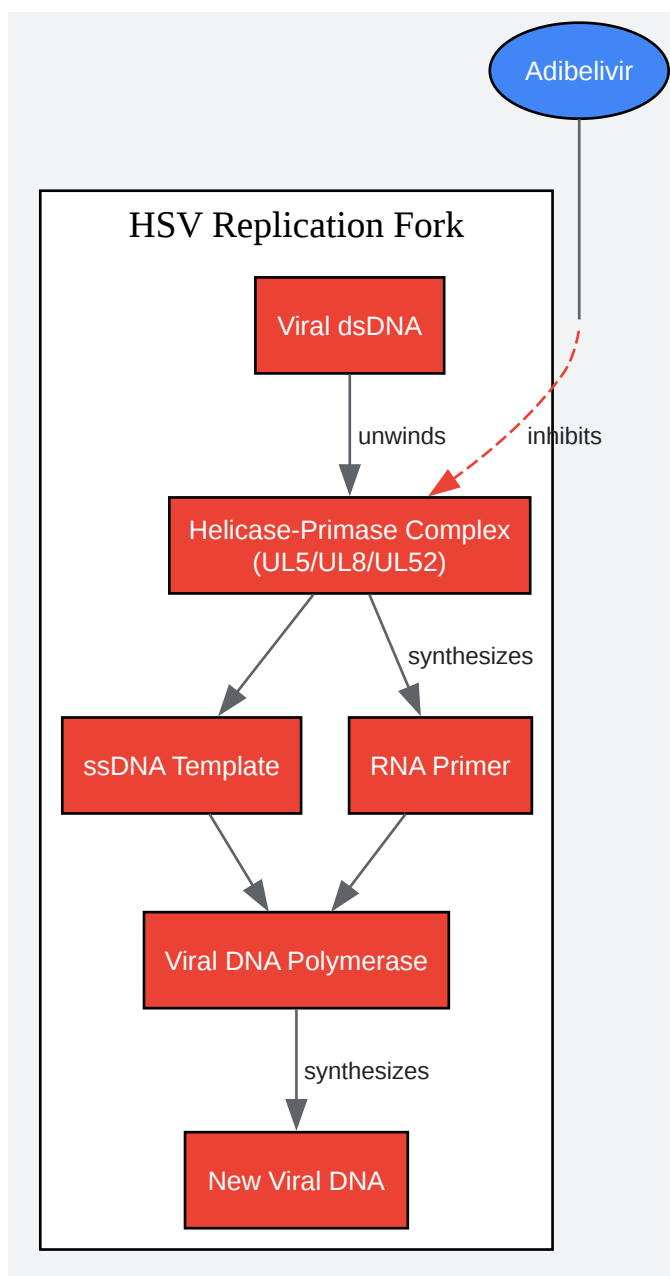 Adibelivir
HSV Replication Fork
Viral dsDNA
unwinds
inhibits
Helicase-Primase Complex
(UL5/UL8/UL52)
synthesizes
ssDNA Template
RNA Primer
Viral DNA Polymerase
synthesizes
New Viral DNA